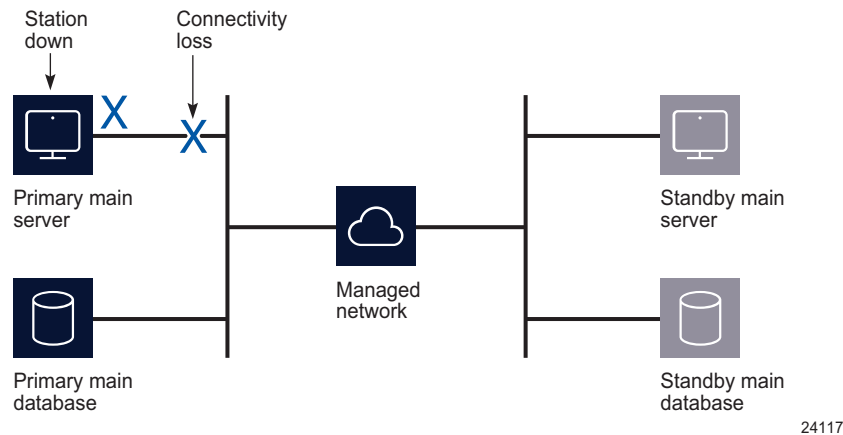 Station
down
Connectivity
loss
X
X
Primary main
server
Standby main
server
Managed
network
Primary main
database
Standby main
database
24117